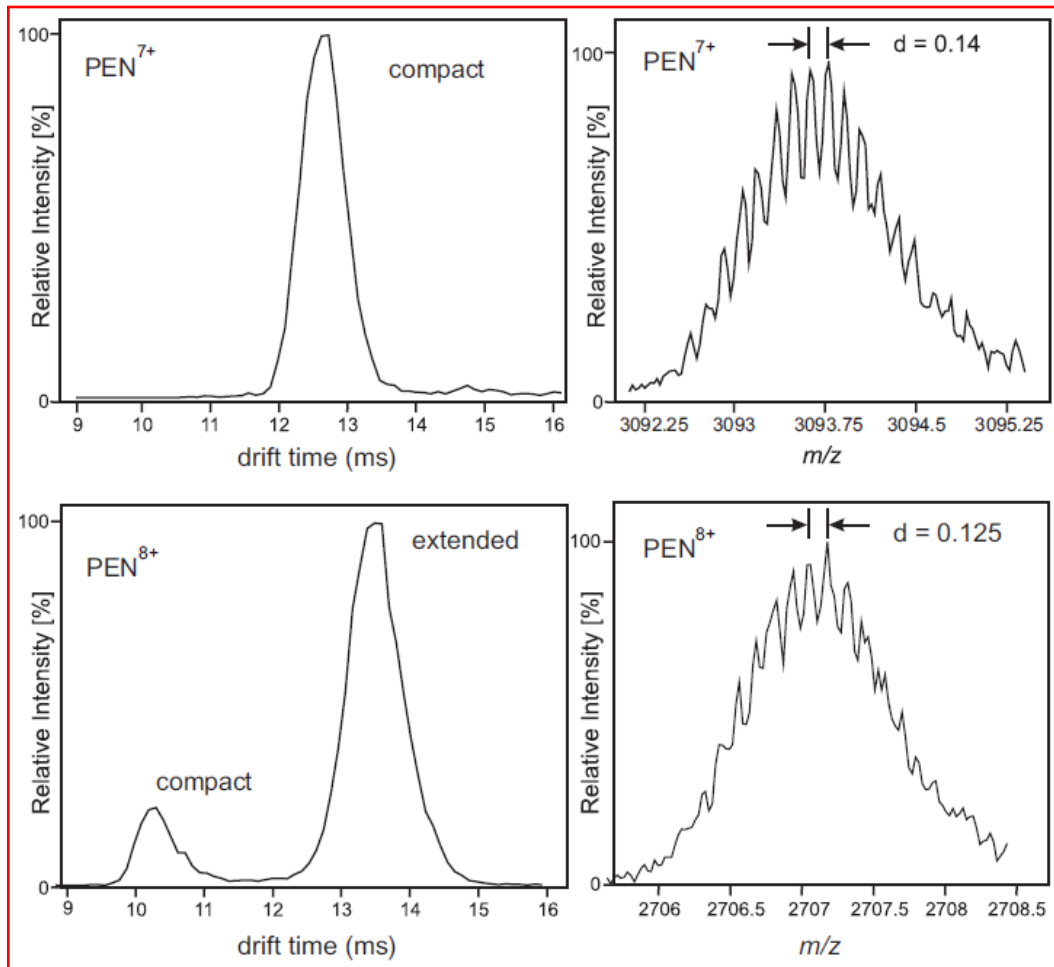 100
PEN7+
compact
Relative Intensity [%]
0
9 10 11 12 13 14 15 16
drift time (ms)
d = 0.14
100
PEN7+
Relative Intensity [%]
0
3092.25 3093 3093.75 3094.5 3095.25
m/z
100
extended
PEN8+
Relative Intensity [%]
compact
0
9 10 11 12 13 14 15 16
drift time (ms)
PEN8+
d = 0.125
100
Relative Intensity [%]
0
2706 2706.5 2707 2707.5 2708 2708.5
m/z